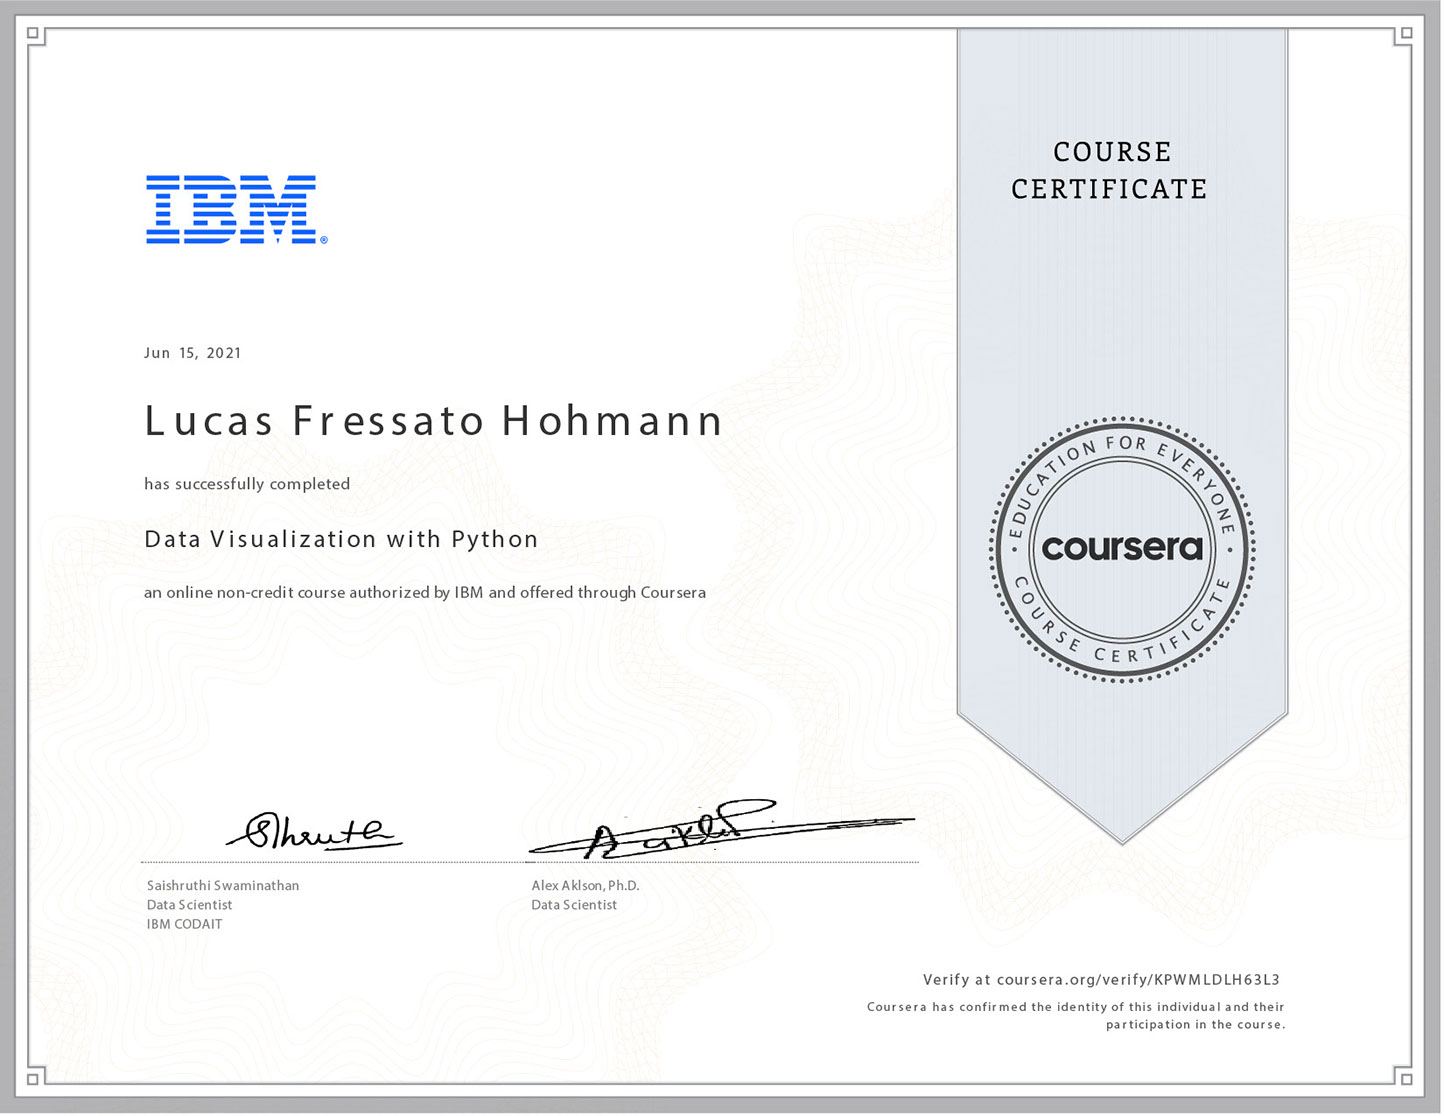 IBM®
COURSE
CERTIFICATE
Jun 15, 2021
Lucas Fressato Hohmann
has successfully completed
Data Visualization with Python
an online non-credit course authorized by IBM and offered through Coursera
EDUCATION FOR EVERYONE
coursera
COURSE CERTIFICATE
Saishruthi Swaminathan
Data Scientist
IBM CODAIT
Alex Aklson, Ph.D.
Data Scientist
Verify at coursera.org/verify/KPWMLDLH63L3
Coursera has confirmed the identity of this individual and their
participation in the course.